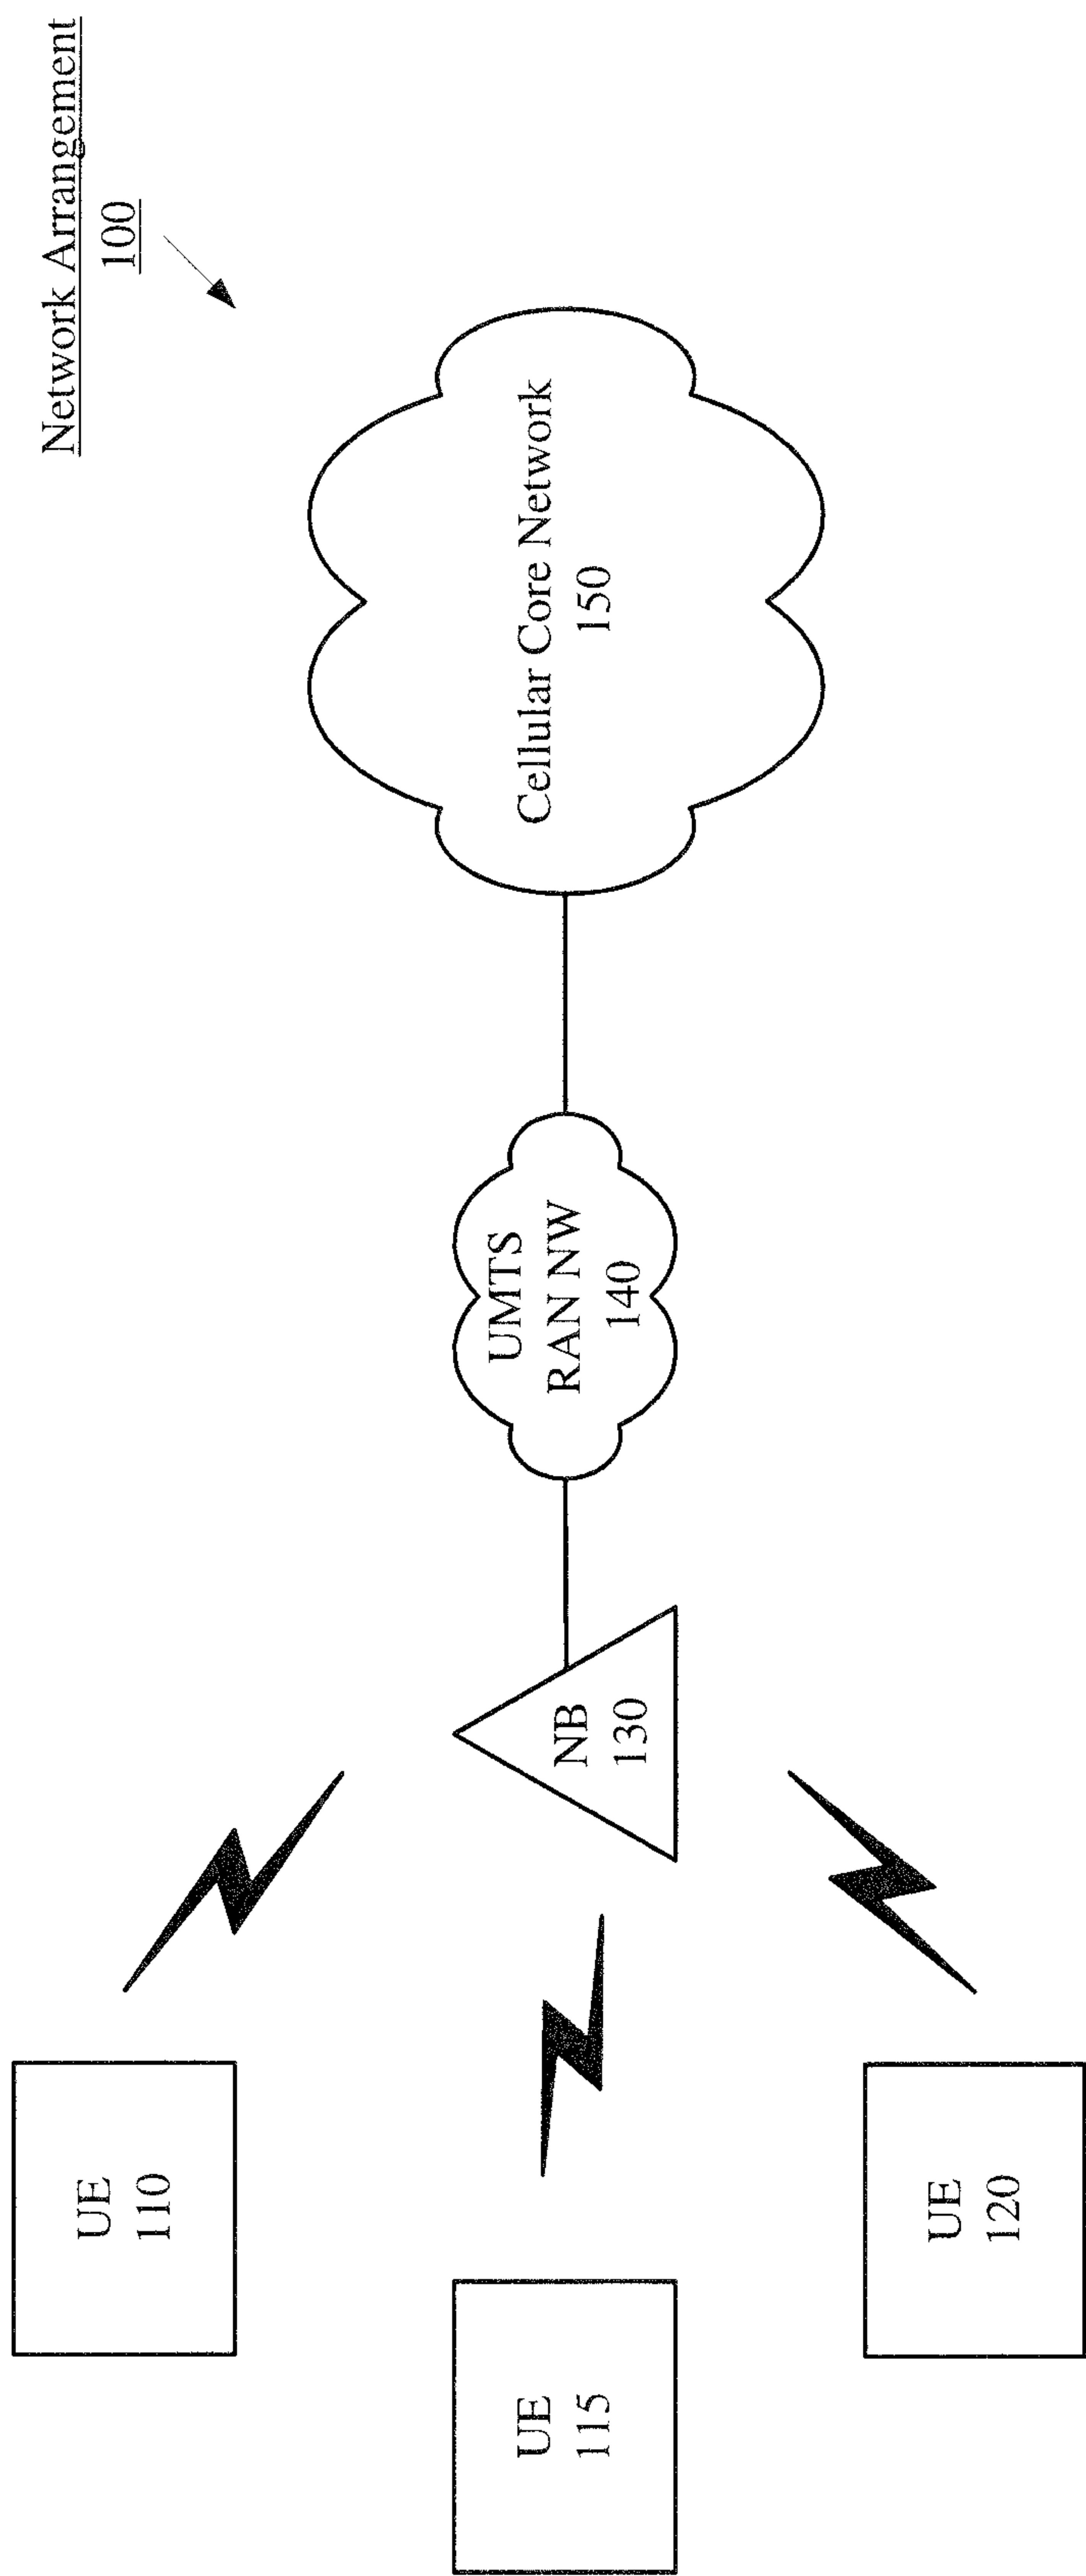 Network Arrangement
100
UE
110
UE
115
UE
120
NB
130
UMTS
RAN NW
140
Cellular Core Network
150